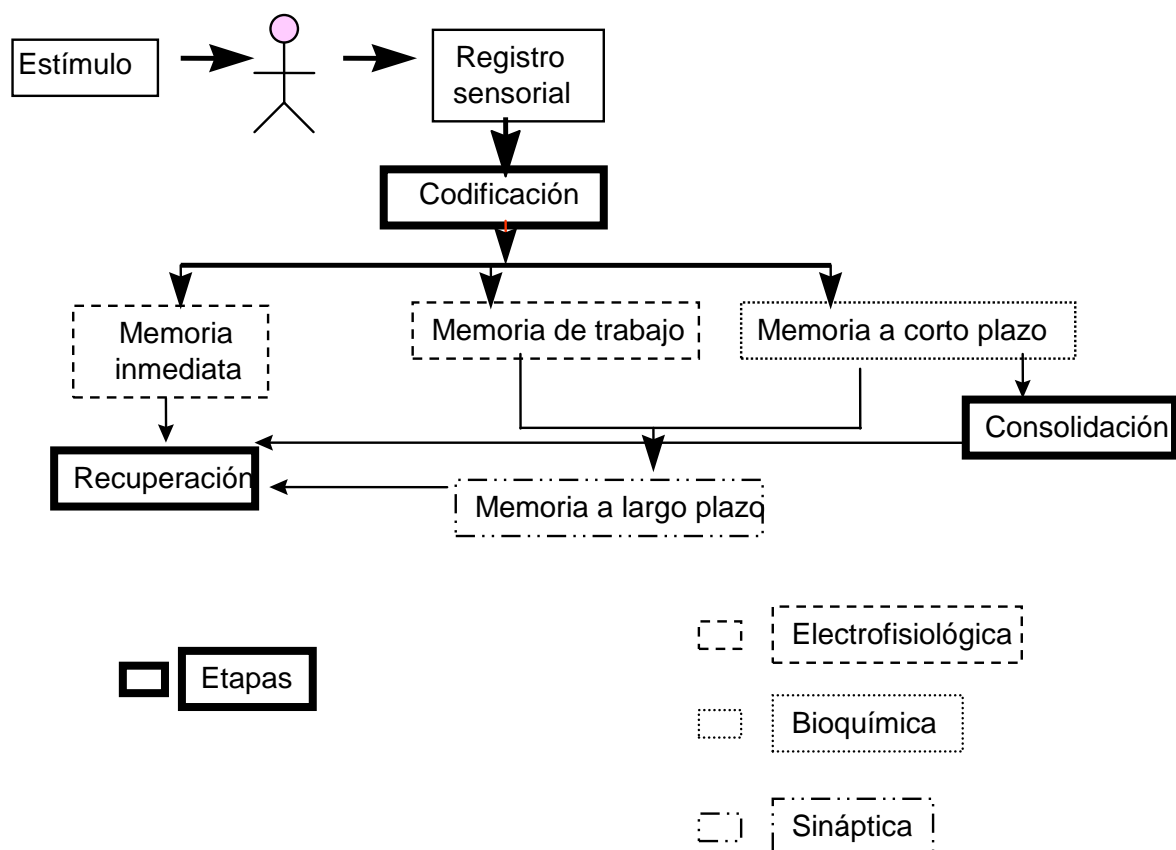 Estímulo
Registro
sensorial
Codificación
Memoria
inmediata
Memoria de trabajo
Memoria a corto plazo
Consolidación
Recuperación
Memoria a largo plazo
Electrofisiológica
Etapas
Bioquímica
Sináptica